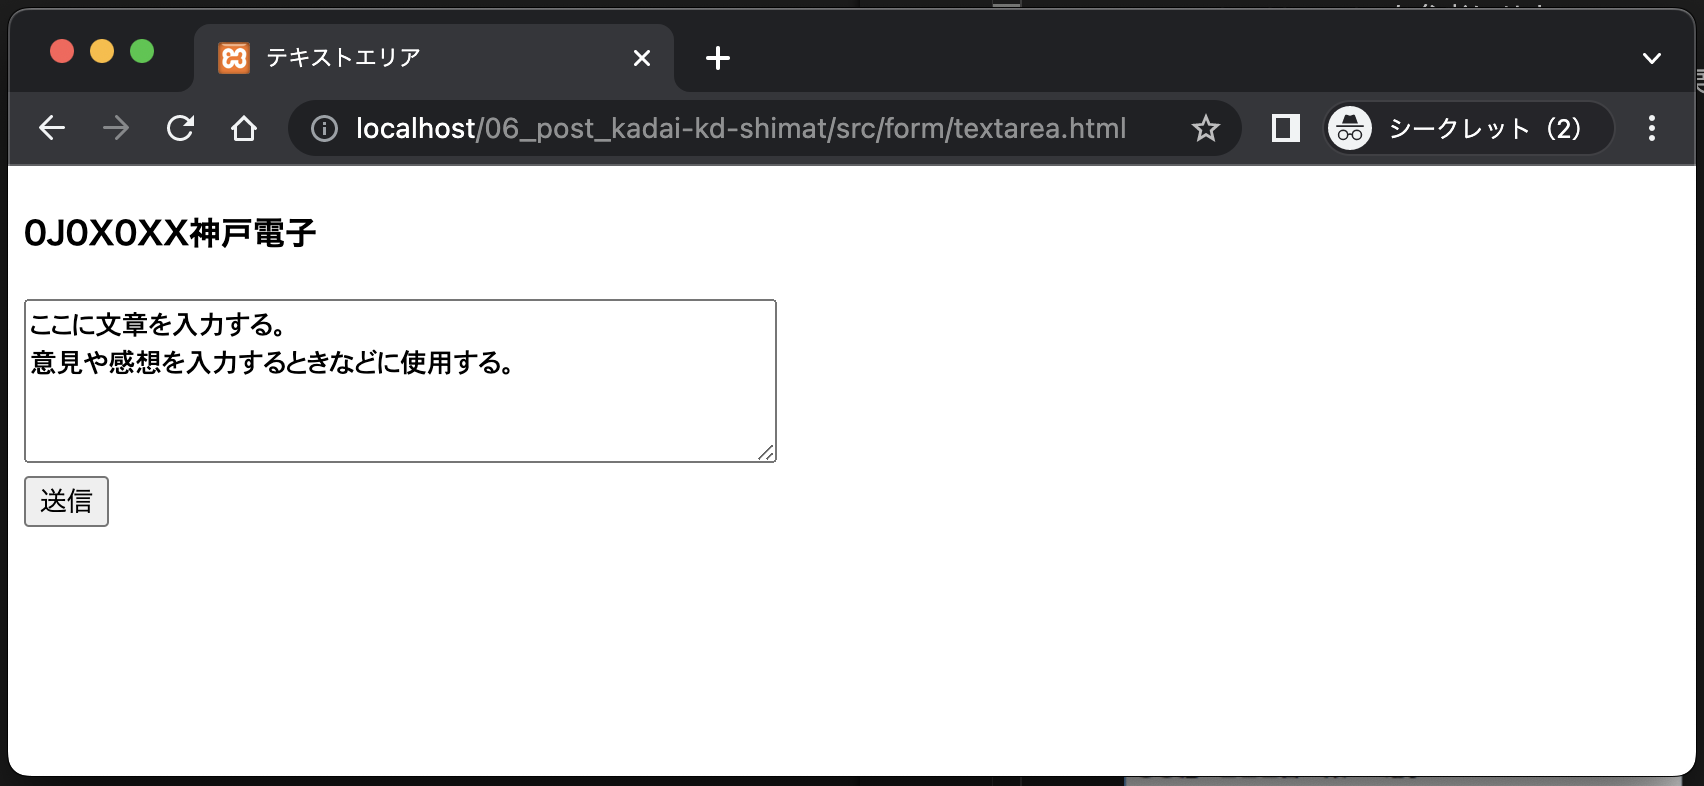 テキストエリア
localhost/06_post_kadai-kd-shimat/src/form/textarea.html
シークレット（2）
0J0X0XX神戸電子
ここに文章を入力する。
意見や感想を入力するときなどに使用する。
送信